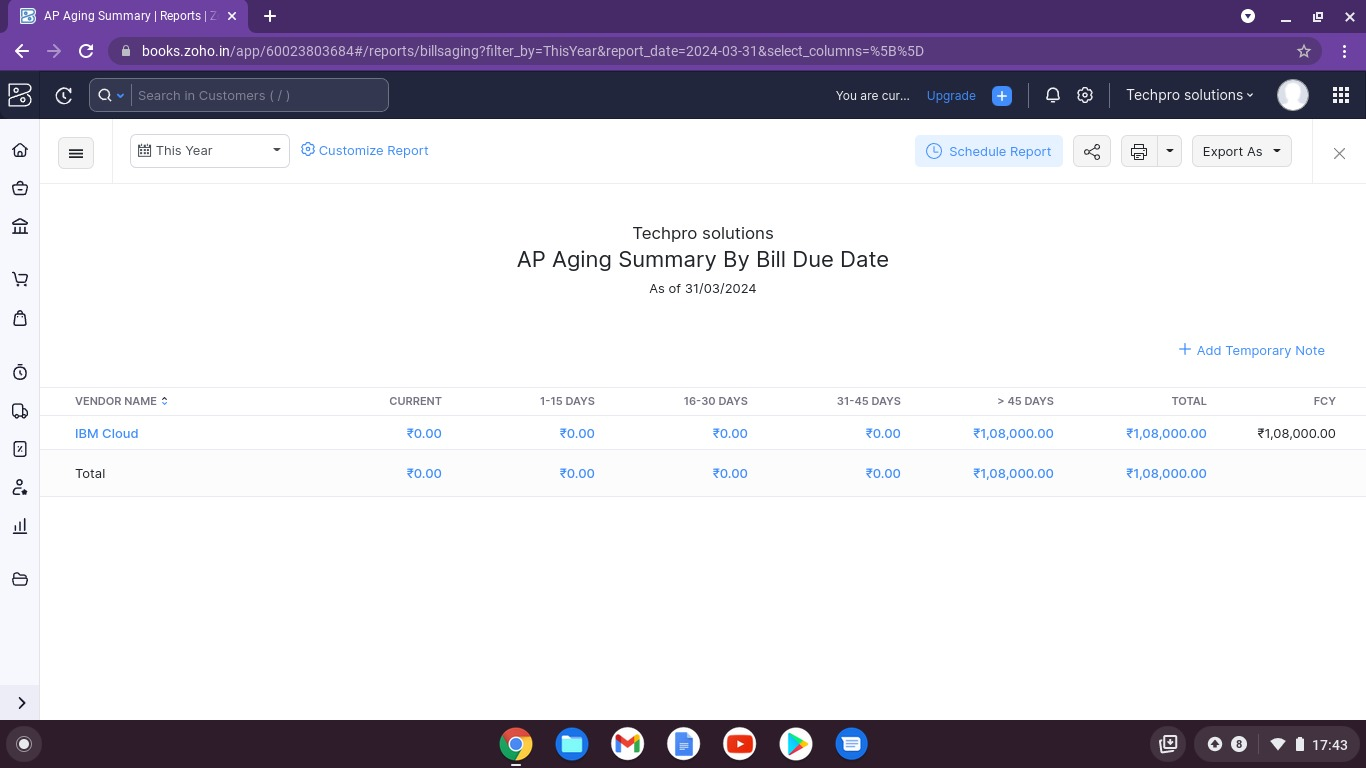 AP Aging Summary | Reports | Z
books.zoho.in/app/60023803684#/reports/billsaging?filter_by=ThisYear&report_date=2024-03-31&select_columns=%5B%5D
Search in Customers ( / )
You are cur...
Upgrade
Techpro solutions
This Year
Customize Report
Schedule Report
Export As
Techpro solutions
AP Aging Summary By Bill Due Date
As of 31/03/2024
Add Temporary Note
VENDOR NAME CURRENT 1-15 DAYS 16-30 DAYS 31-45 DAYS > 45 DAYS TOTAL FCY
IBM Cloud ₹0.00 ₹0.00 ₹0.00 ₹0.00 ₹1,08,000.00 ₹1,08,000.00 ₹1,08,000.00
Total ₹0.00 ₹0.00 ₹0.00 ₹0.00 ₹1,08,000.00 ₹1,08,000.00
8 17:43